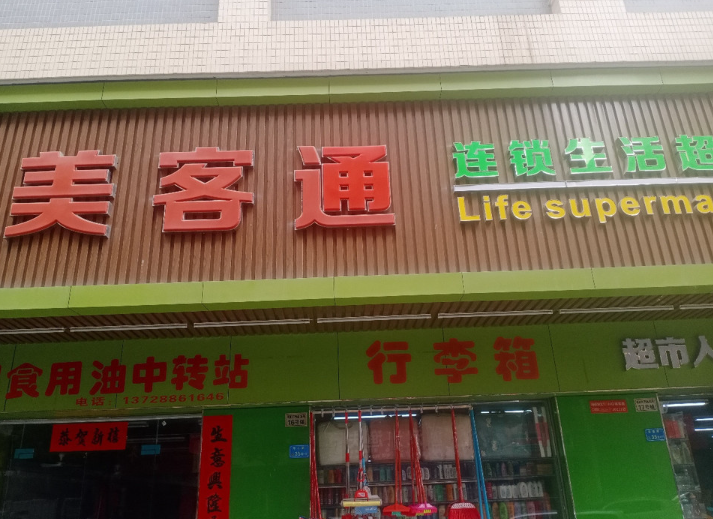 美客通
连锁生活超
Life superma
食用油中转站
电话：13728861646
行李箱
超市人
恭贺新禧
生意兴隆